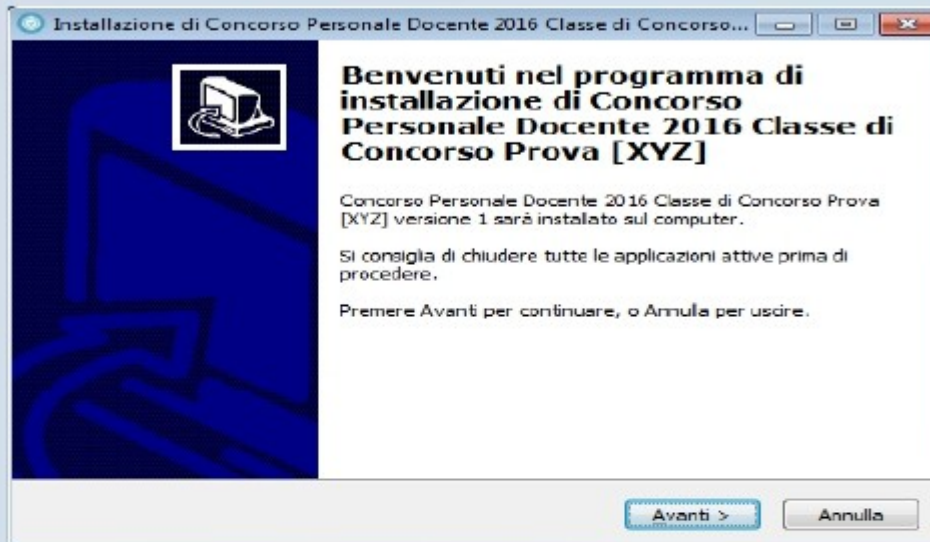 Installazione di Concorso Personale Docente 2016 Classe di Concorso...
Benvenuti nel programma di
installazione di Concorso
Personale Docente 2016 Classe di
Concorso Prova [XYZ]
Concorso Personale Docente 2016 Classe di Concorso Prova
[XYZ] versione 1 sarà installato sul computer.
Si consiglia di chiudere tutte le applicazioni attive prima di
procedere.
Premere Avanti per continuare, o Annulla per uscire.
Avanti >
Annulla